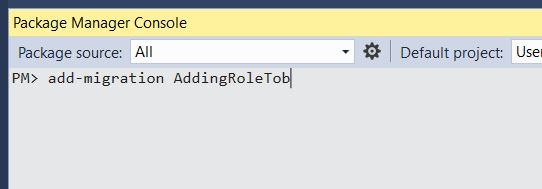 Package Manager Console
Package source: All Default project: User
PM> add-migration AddingRoleTob